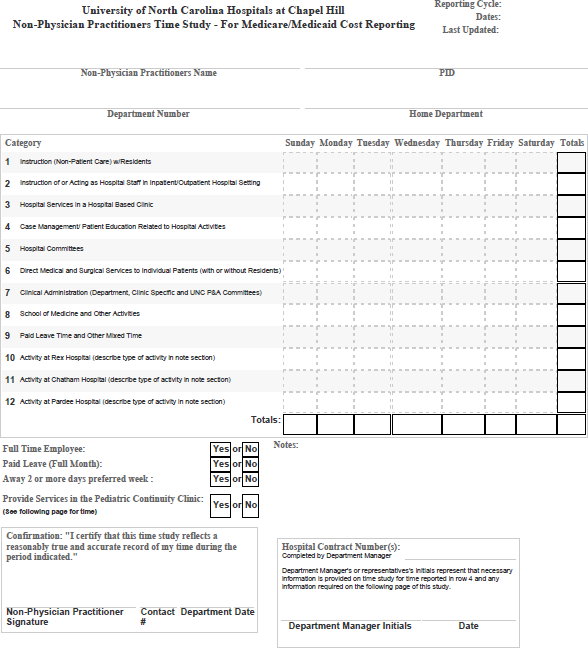 University of North Carolina Hospitals at Chapel Hill
Non-Physician Practitioners Time Study - For Medicare/Medicaid Cost Reporting
Reporting Cycle:
Dates:
Last Updated:
Non-Physician Practitioners Name PID
Department Number Home Department
Category Sunday Monday Tuesday Wednesday Thursday Friday Saturday Totals
1 Instruction (Non-Patient Care) w/Residents
2 Instruction of or Acting as Hospital Staff in Inpatient/Outpatient Hospital Setting
3 Hospital Services in a Hospital Based Clinic
4 Case Management/ Patient Education Related to Hospital Activities
5 Hospital Committees
6 Direct Medical and Surgical Services to Individual Patients (with or without Residents)
7 Clinical Administration (Department, Clinic Specific and UNC P&A Committees)
8 School of Medicine and Other Activities
9 Paid Leave Time and Other Mixed Time
10 Activity at Rex Hospital (describe type of activity in note section)
11 Activity at Chatham Hospital (describe type of activity in note section)
12 Activity at Pardee Hospital (describe type of activity in note section)
Totals:
Full Time Employee: Yes or No
Paid Leave (Full Month): Yes or No
Away 2 or more days preferred week : Yes or No
Provide Services in the Pediatric Continuity Clinic: Yes or No
(See following page for time)
Notes:
Confirmation: "I certify that this time study reflects a
reasonably true and accurate record of my time during the
period indicated."
Non-Physician Practitioner Contact Department Date
Signature #
Hospital Contract Number(s):
Completed by Department Manager
Department Manager's or representatives's initials represent that necessary
information is provided on time study for time reported in row 4 and any
information required on the following page of this study.
Department Manager Initials Date